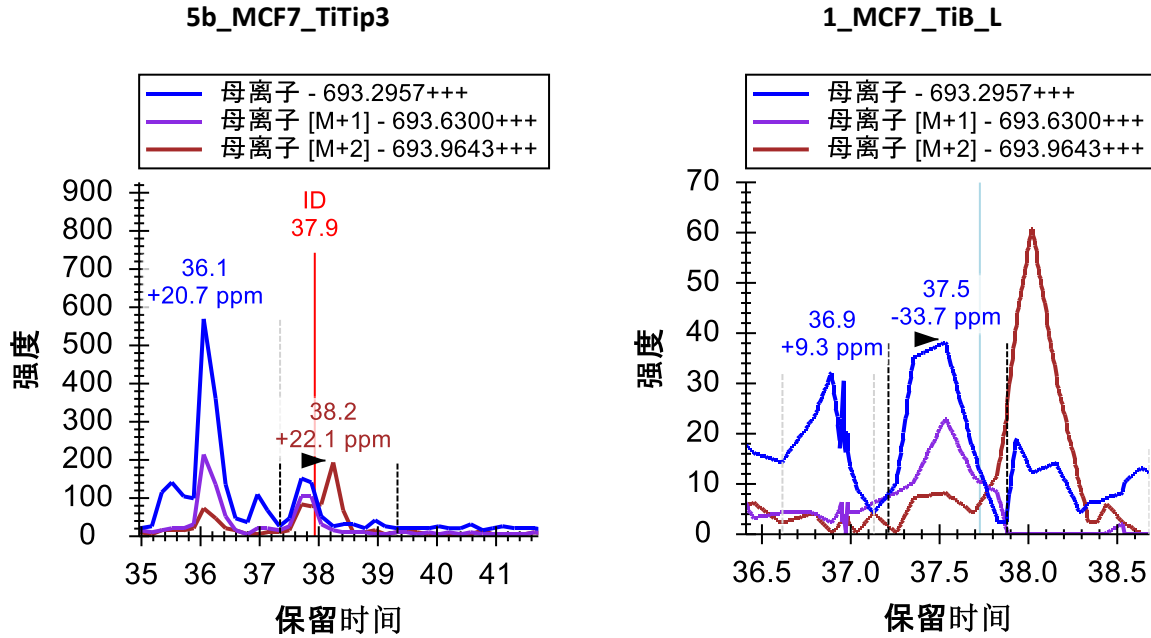 5b_MCF7_TiTip3
母离子 - 693.2957+++
母离子 [M+1] - 693.6300+++
母离子 [M+2] - 693.9643+++
900
800
700
600
500
400
300
200
100
0
强度
ID
37.9
36.1
+20.7 ppm
38.2
+22.1 ppm
35 36 37 38 39 40 41
保留时间
1_MCF7_TiB_L
母离子 - 693.2957+++
母离子 [M+1] - 693.6300+++
母离子 [M+2] - 693.9643+++
70
60
50
40
30
20
10
0
强度
37.5
-33.7 ppm
36.9
+9.3 ppm
36.5 37.0 37.5 38.0 38.5
保留时间